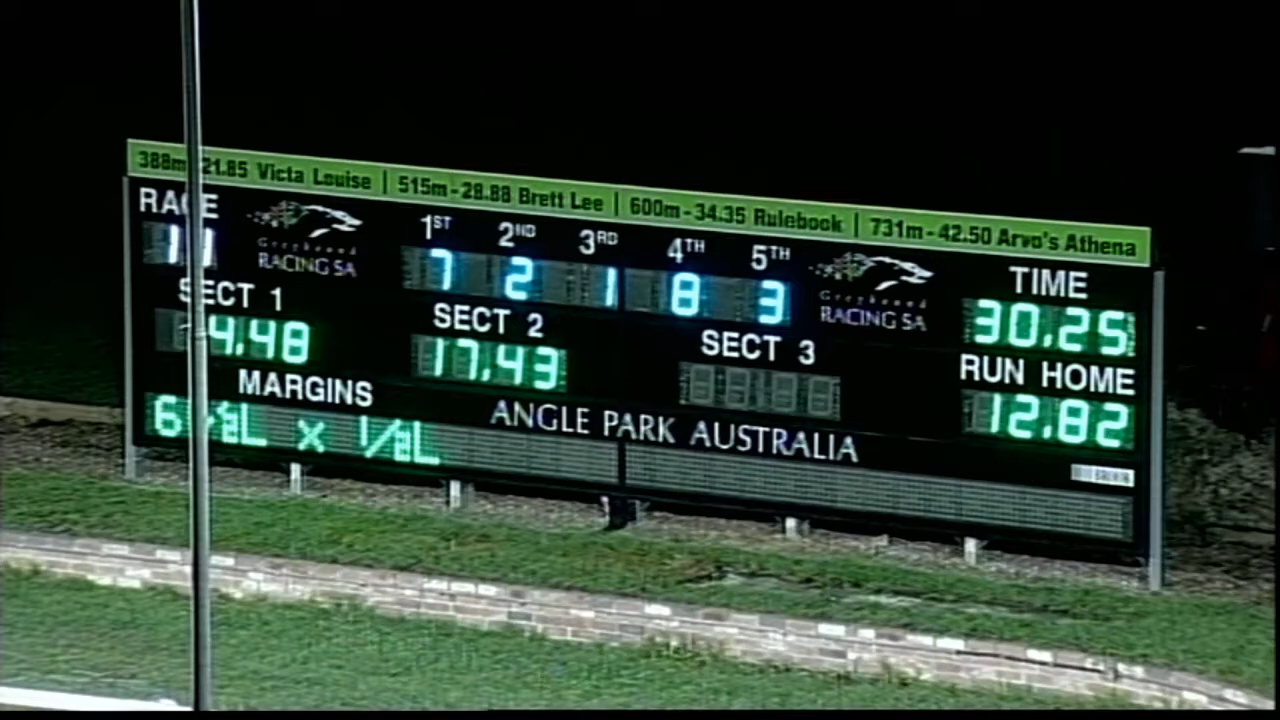 388m-21.85 Victa Louise | 515m-28.88 Brett Lee | 600m-34.35 Rulebook | 731m-42.50 Arvo's Athena
RACE
11
Greyhound
RACING SA
1ST 2ND 3RD 4TH 5TH
7 2 1 8 3
Greyhound
RACING SA
TIME
30.25
SECT 1
4.48
SECT 2
17.43
SECT 3
RUN HOME
12.82
MARGINS
ANGLE PARK AUSTRALIA
x 1/2L